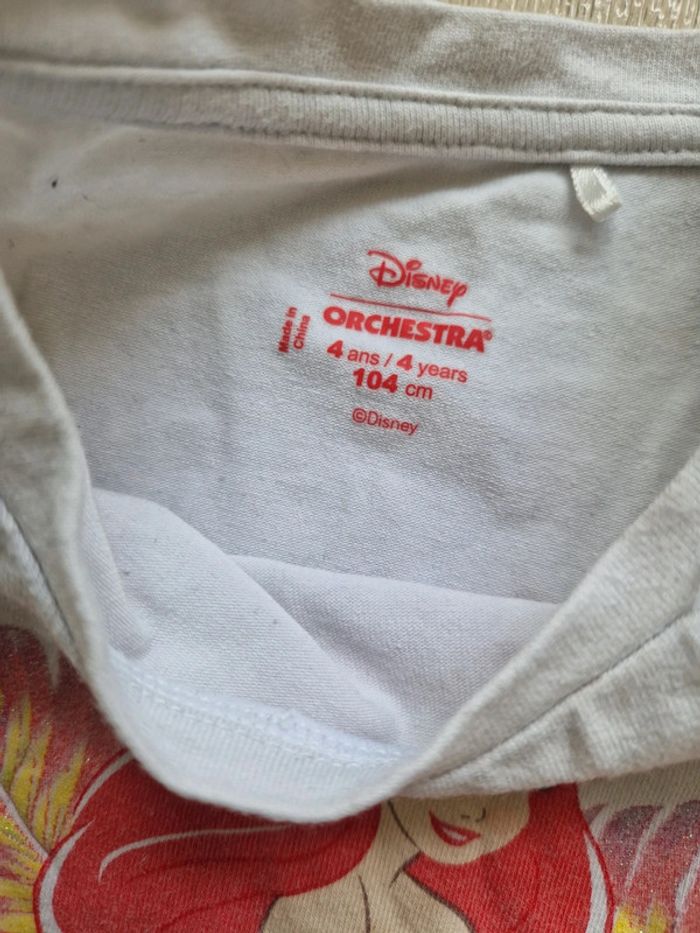 Disney
ORCHESTRA®
Made in
China
4 ans / 4 years
104 cm
©Disney